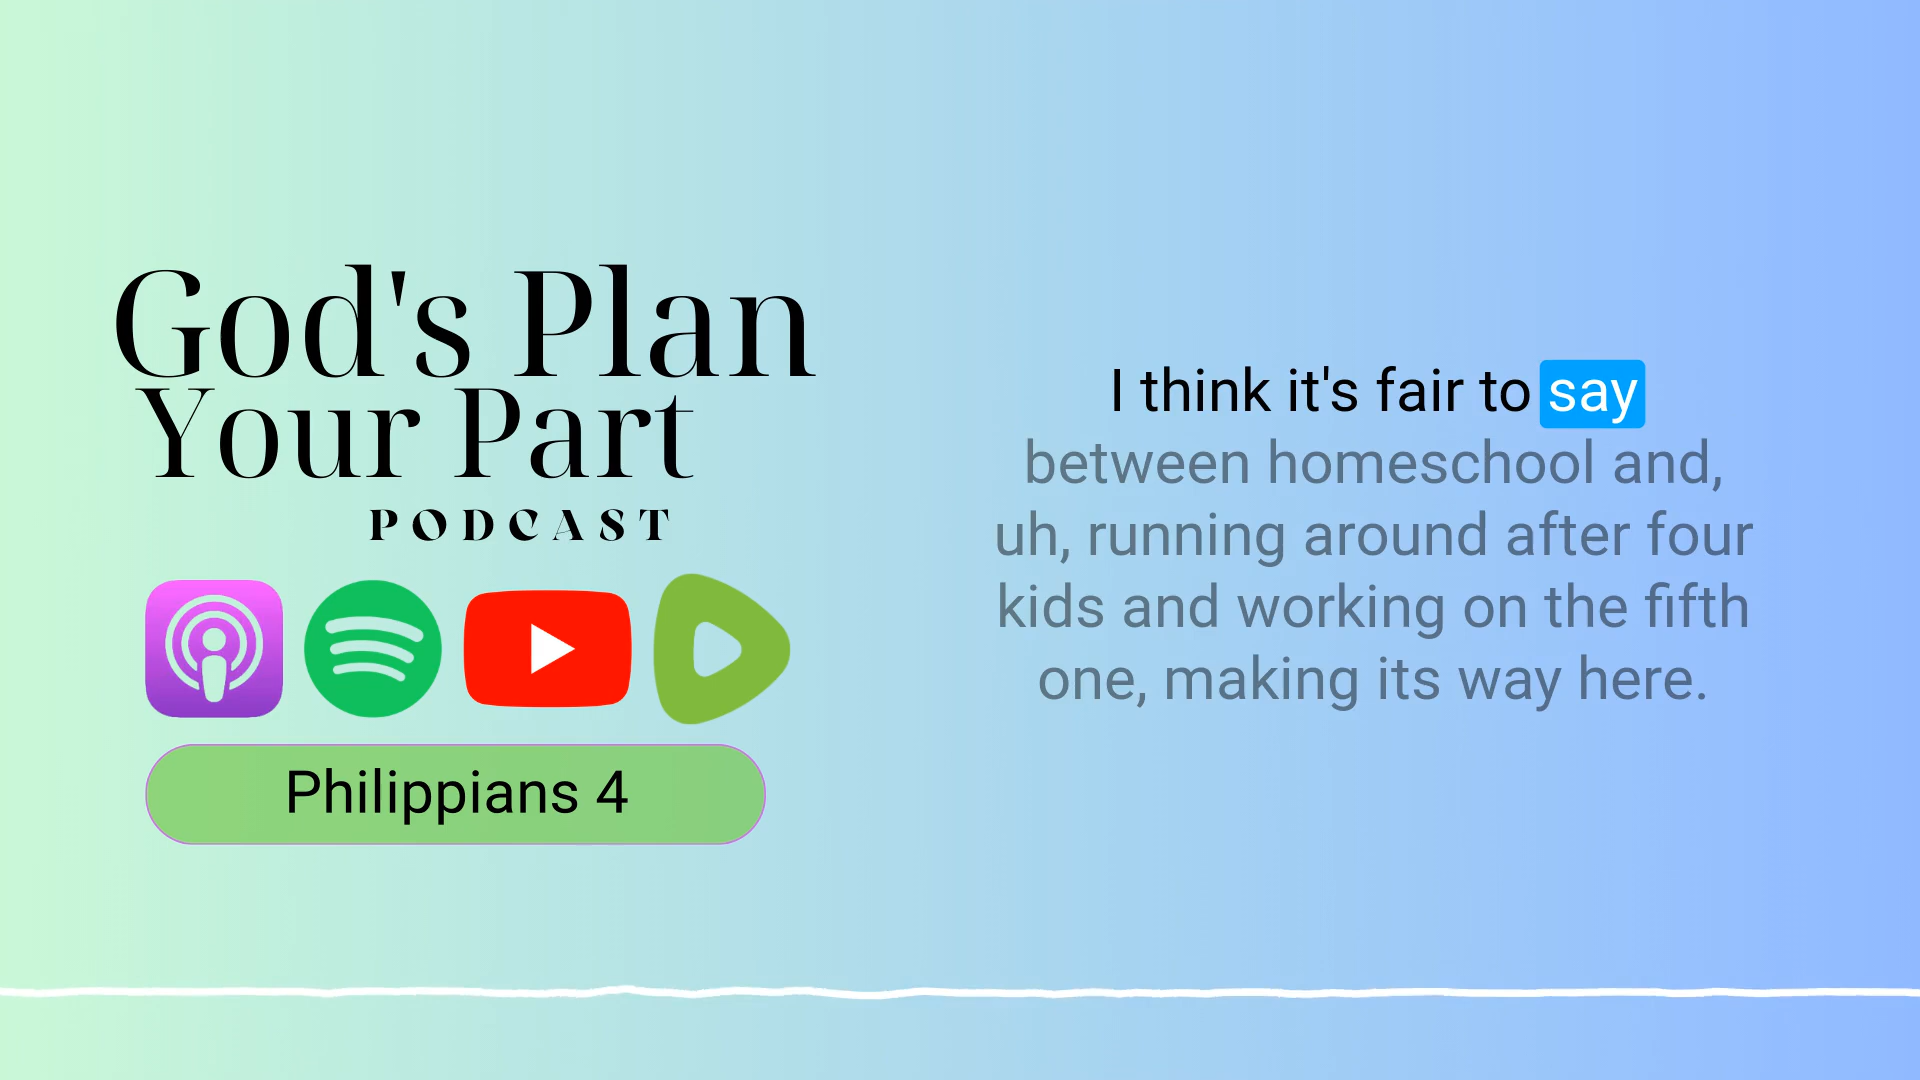 God's Plan
Your Part
PODCAST
Philippians 4
I think it's fair to say
between homeschool and,
uh, running around after four
kids and working on the fifth
one, making its way here.